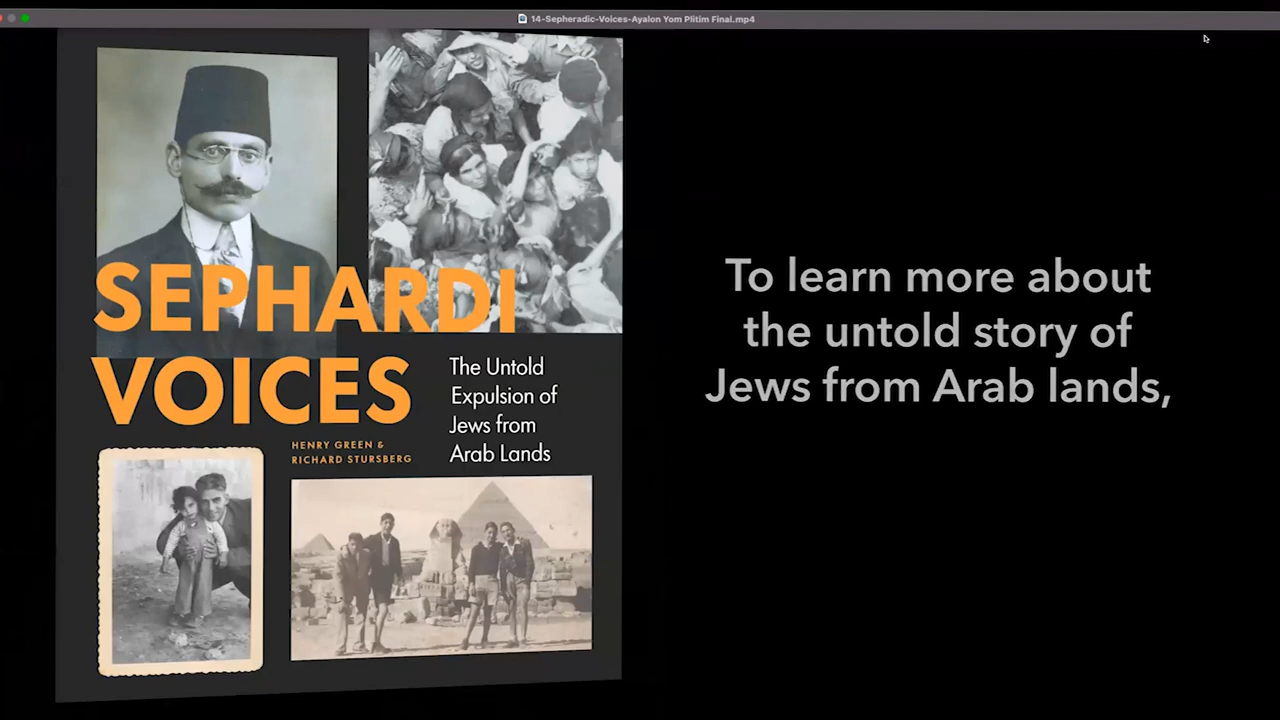 14-Sepheradic-Voices-Ayalon Yom Plitim Final.mp4
SEPHARDI
VOICES
The Untold
Expulsion of
Jews from
Arab Lands
HENRY GREEN &
RICHARD STURSBERG
To learn more about
the untold story of
Jews from Arab lands,